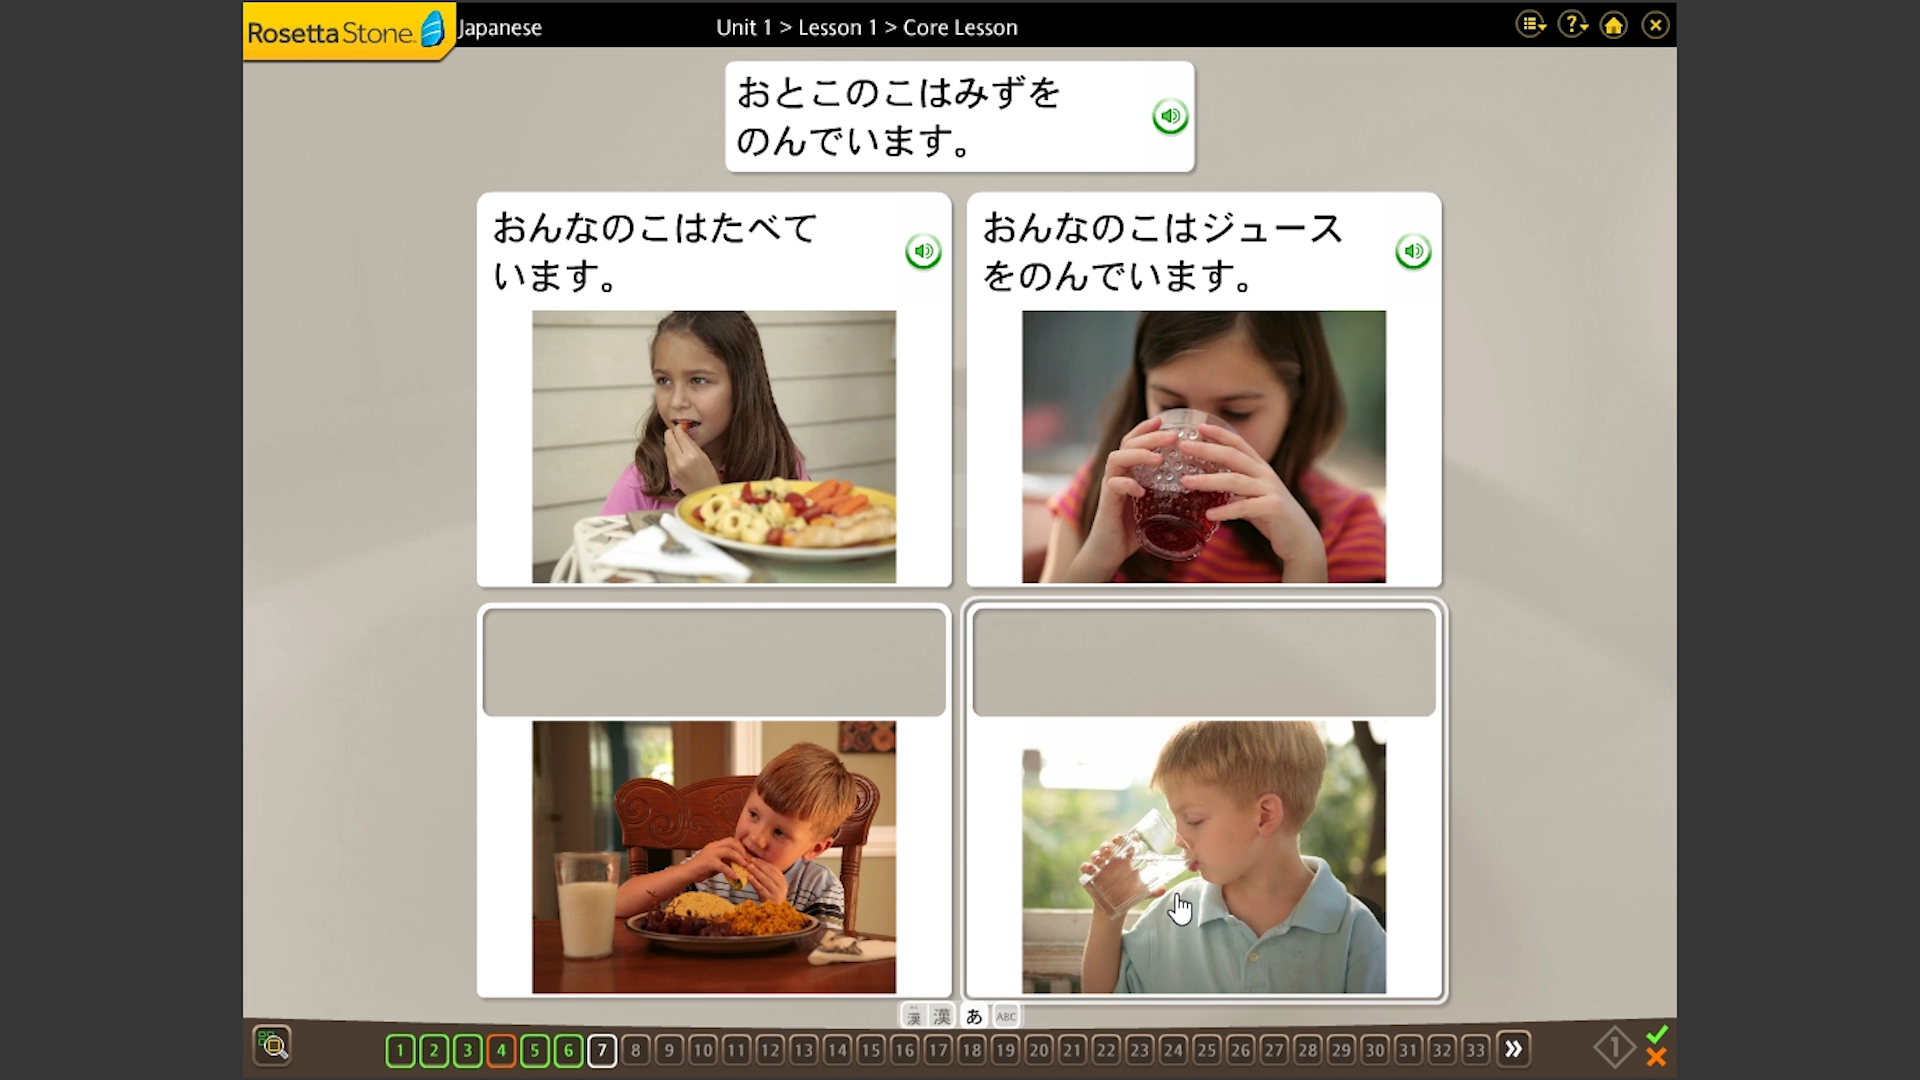 RosettaStone
Japanese
Unit 1 > Lesson 1 > Core Lesson
おとこのこはみずを
のんでいます。
おんなのこはたべて
います。
おんなのこはジュース
をのんでいます。
漢 漢 あ ABC
1 2 3 4 5 6 7 8 9 10 11 12 13 14 15 16 17 18 19 20 21 22 23 24 25 26 27 28 29 30 31 32 33 »
1